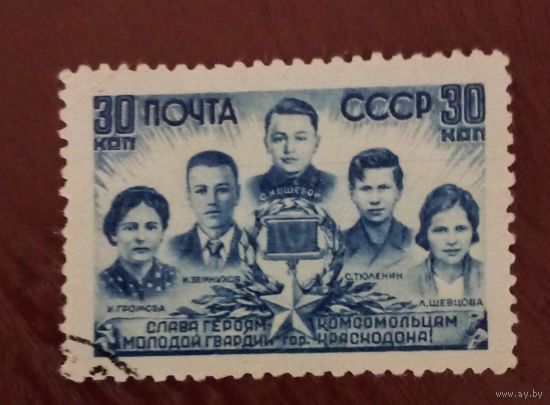 30 ПОЧТА СССР 30
КОП КОП
О.КОШЕВОЙ
И.ЗЕМНУХОВ С.ТЮЛЕНИН
У.ГРОМОВА Л.ШЕВЦОВА
СЛАВА ГЕРОЯМ- КОМСОМОЛЬЦАМ
"МОЛОДОЙ ГВАРДИИ" гор. КРАСНОДОНА!
www.ay.by